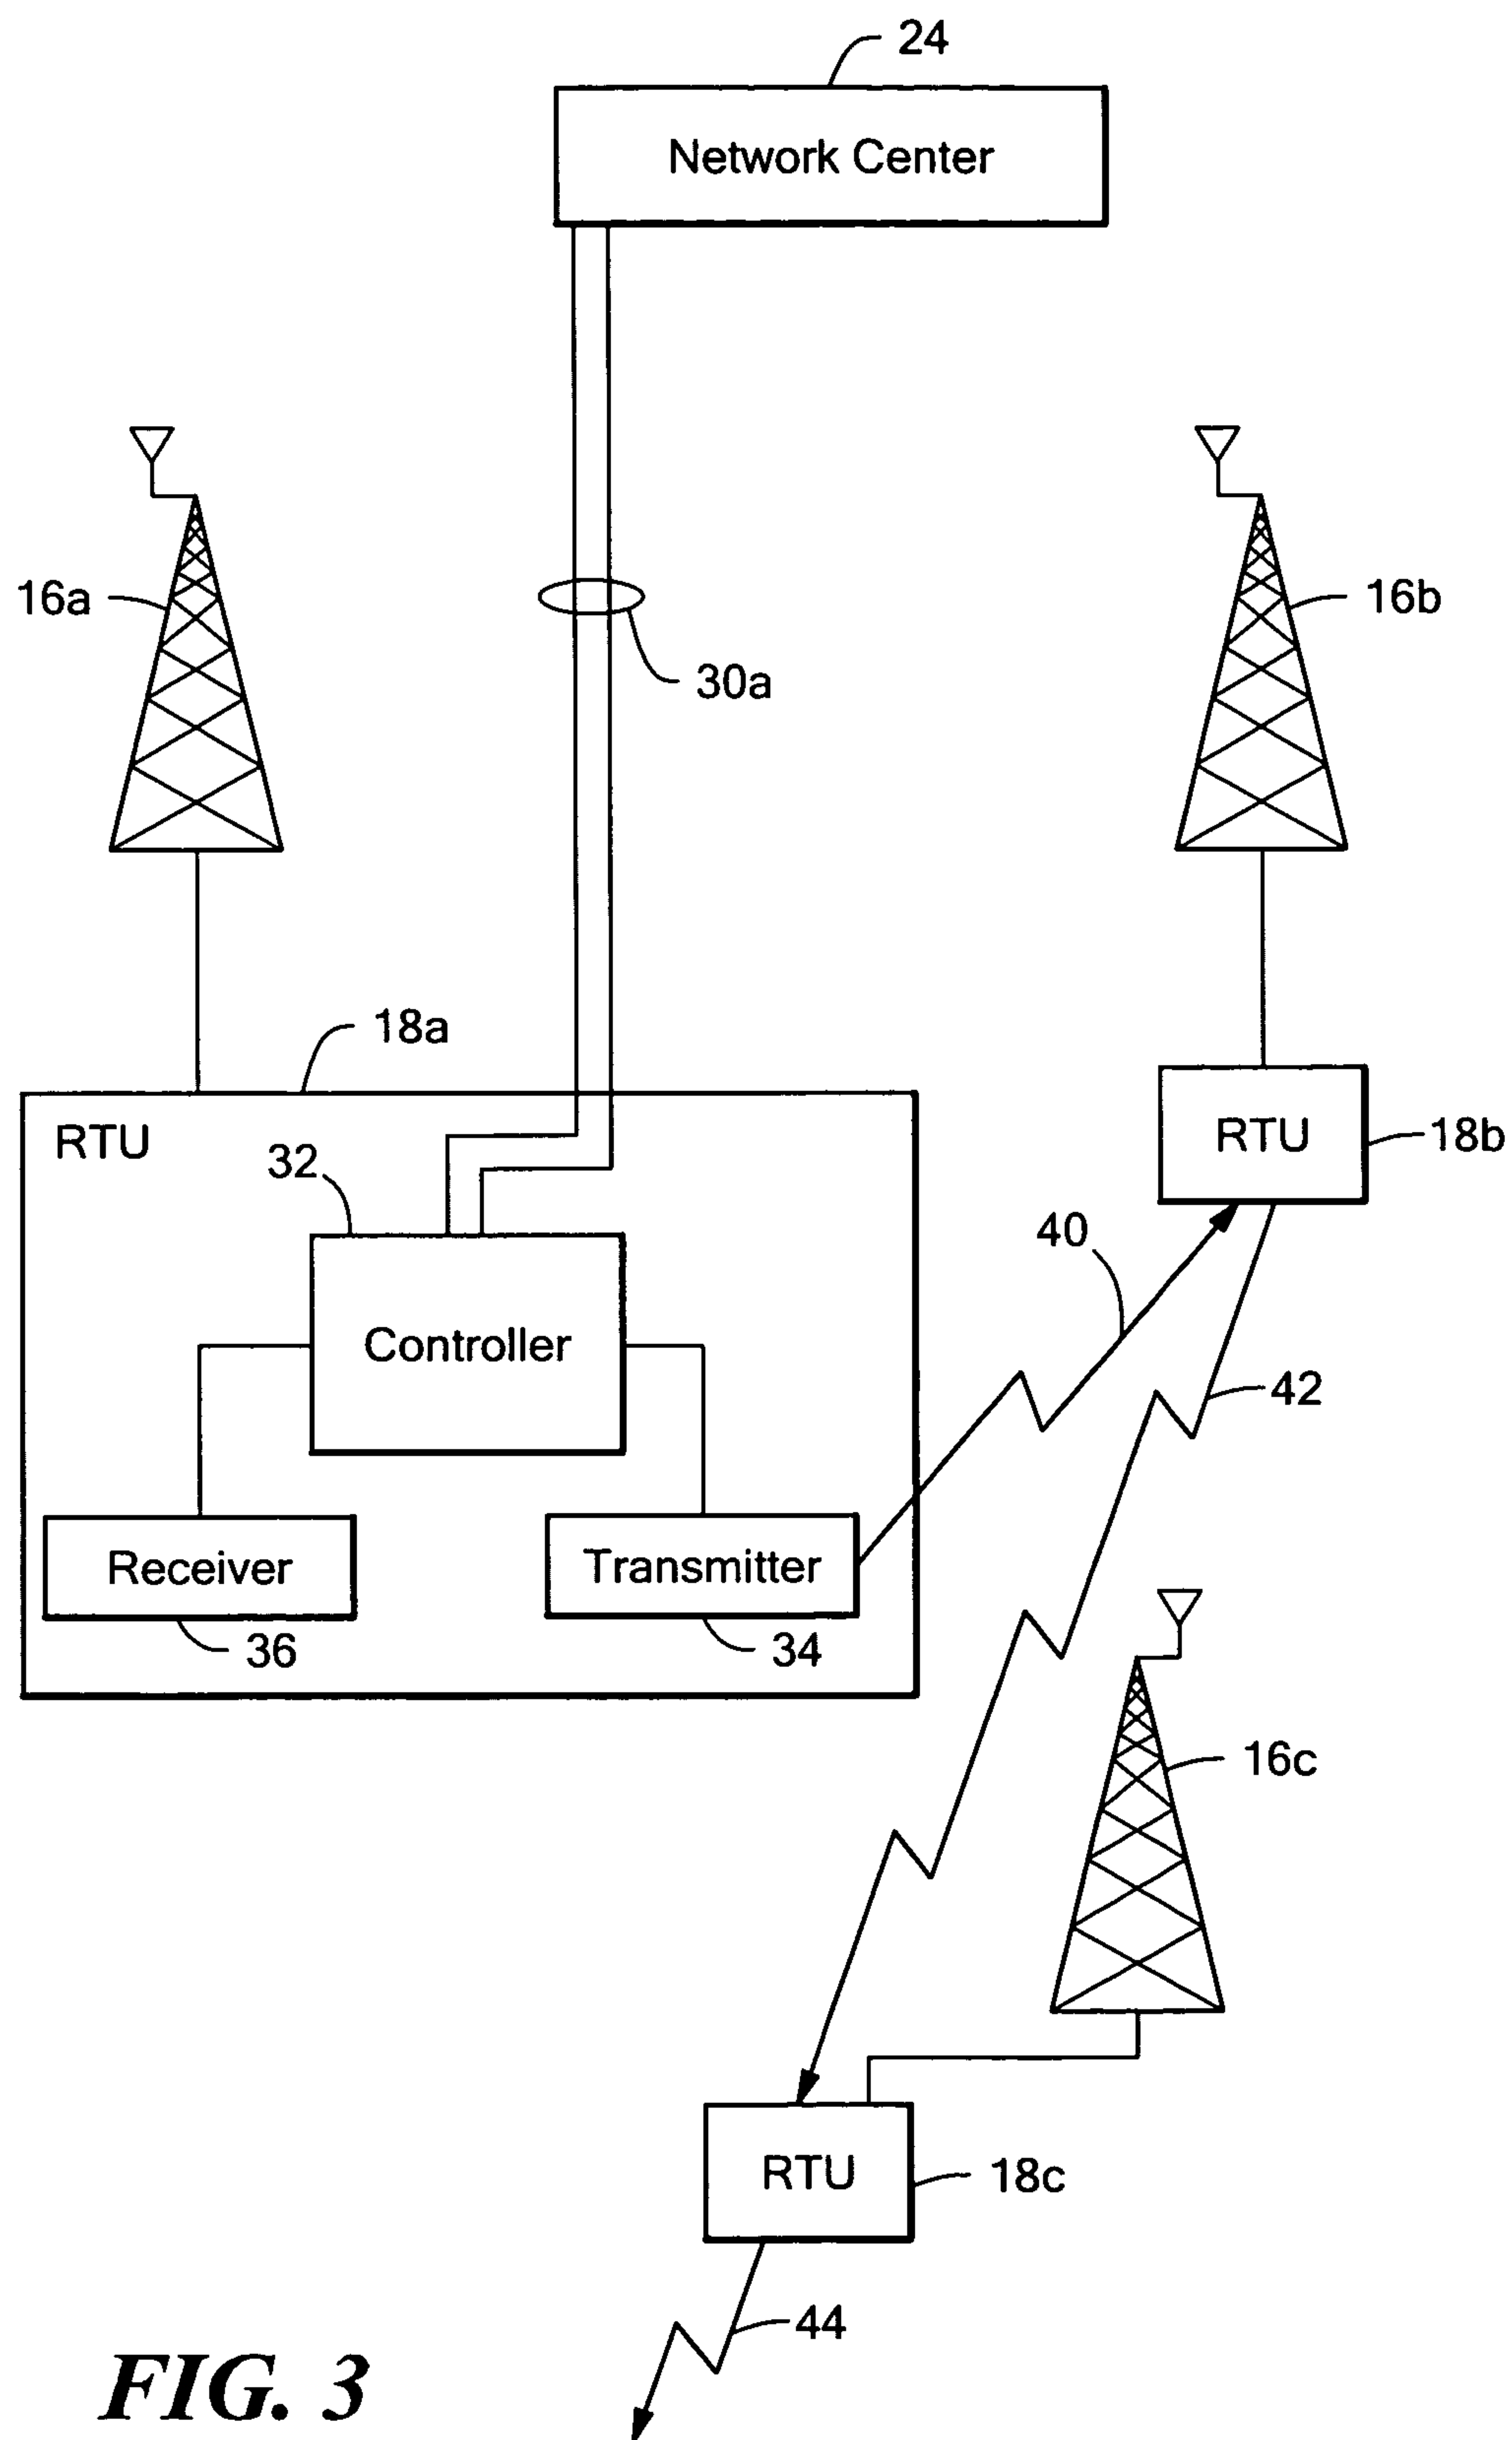 24
Network Center
16a
16b
30a
18a
RTU
32
RTU
18b
40
Controller
42
Receiver
Transmitter
36
34
16c
RTU
18c
44
FIG. 3